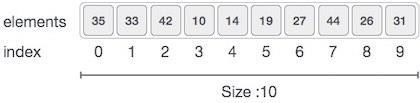 elements 35 33 42 10 14 19 27 44 26 31
index 0 1 2 3 4 5 6 7 8 9
Size :10